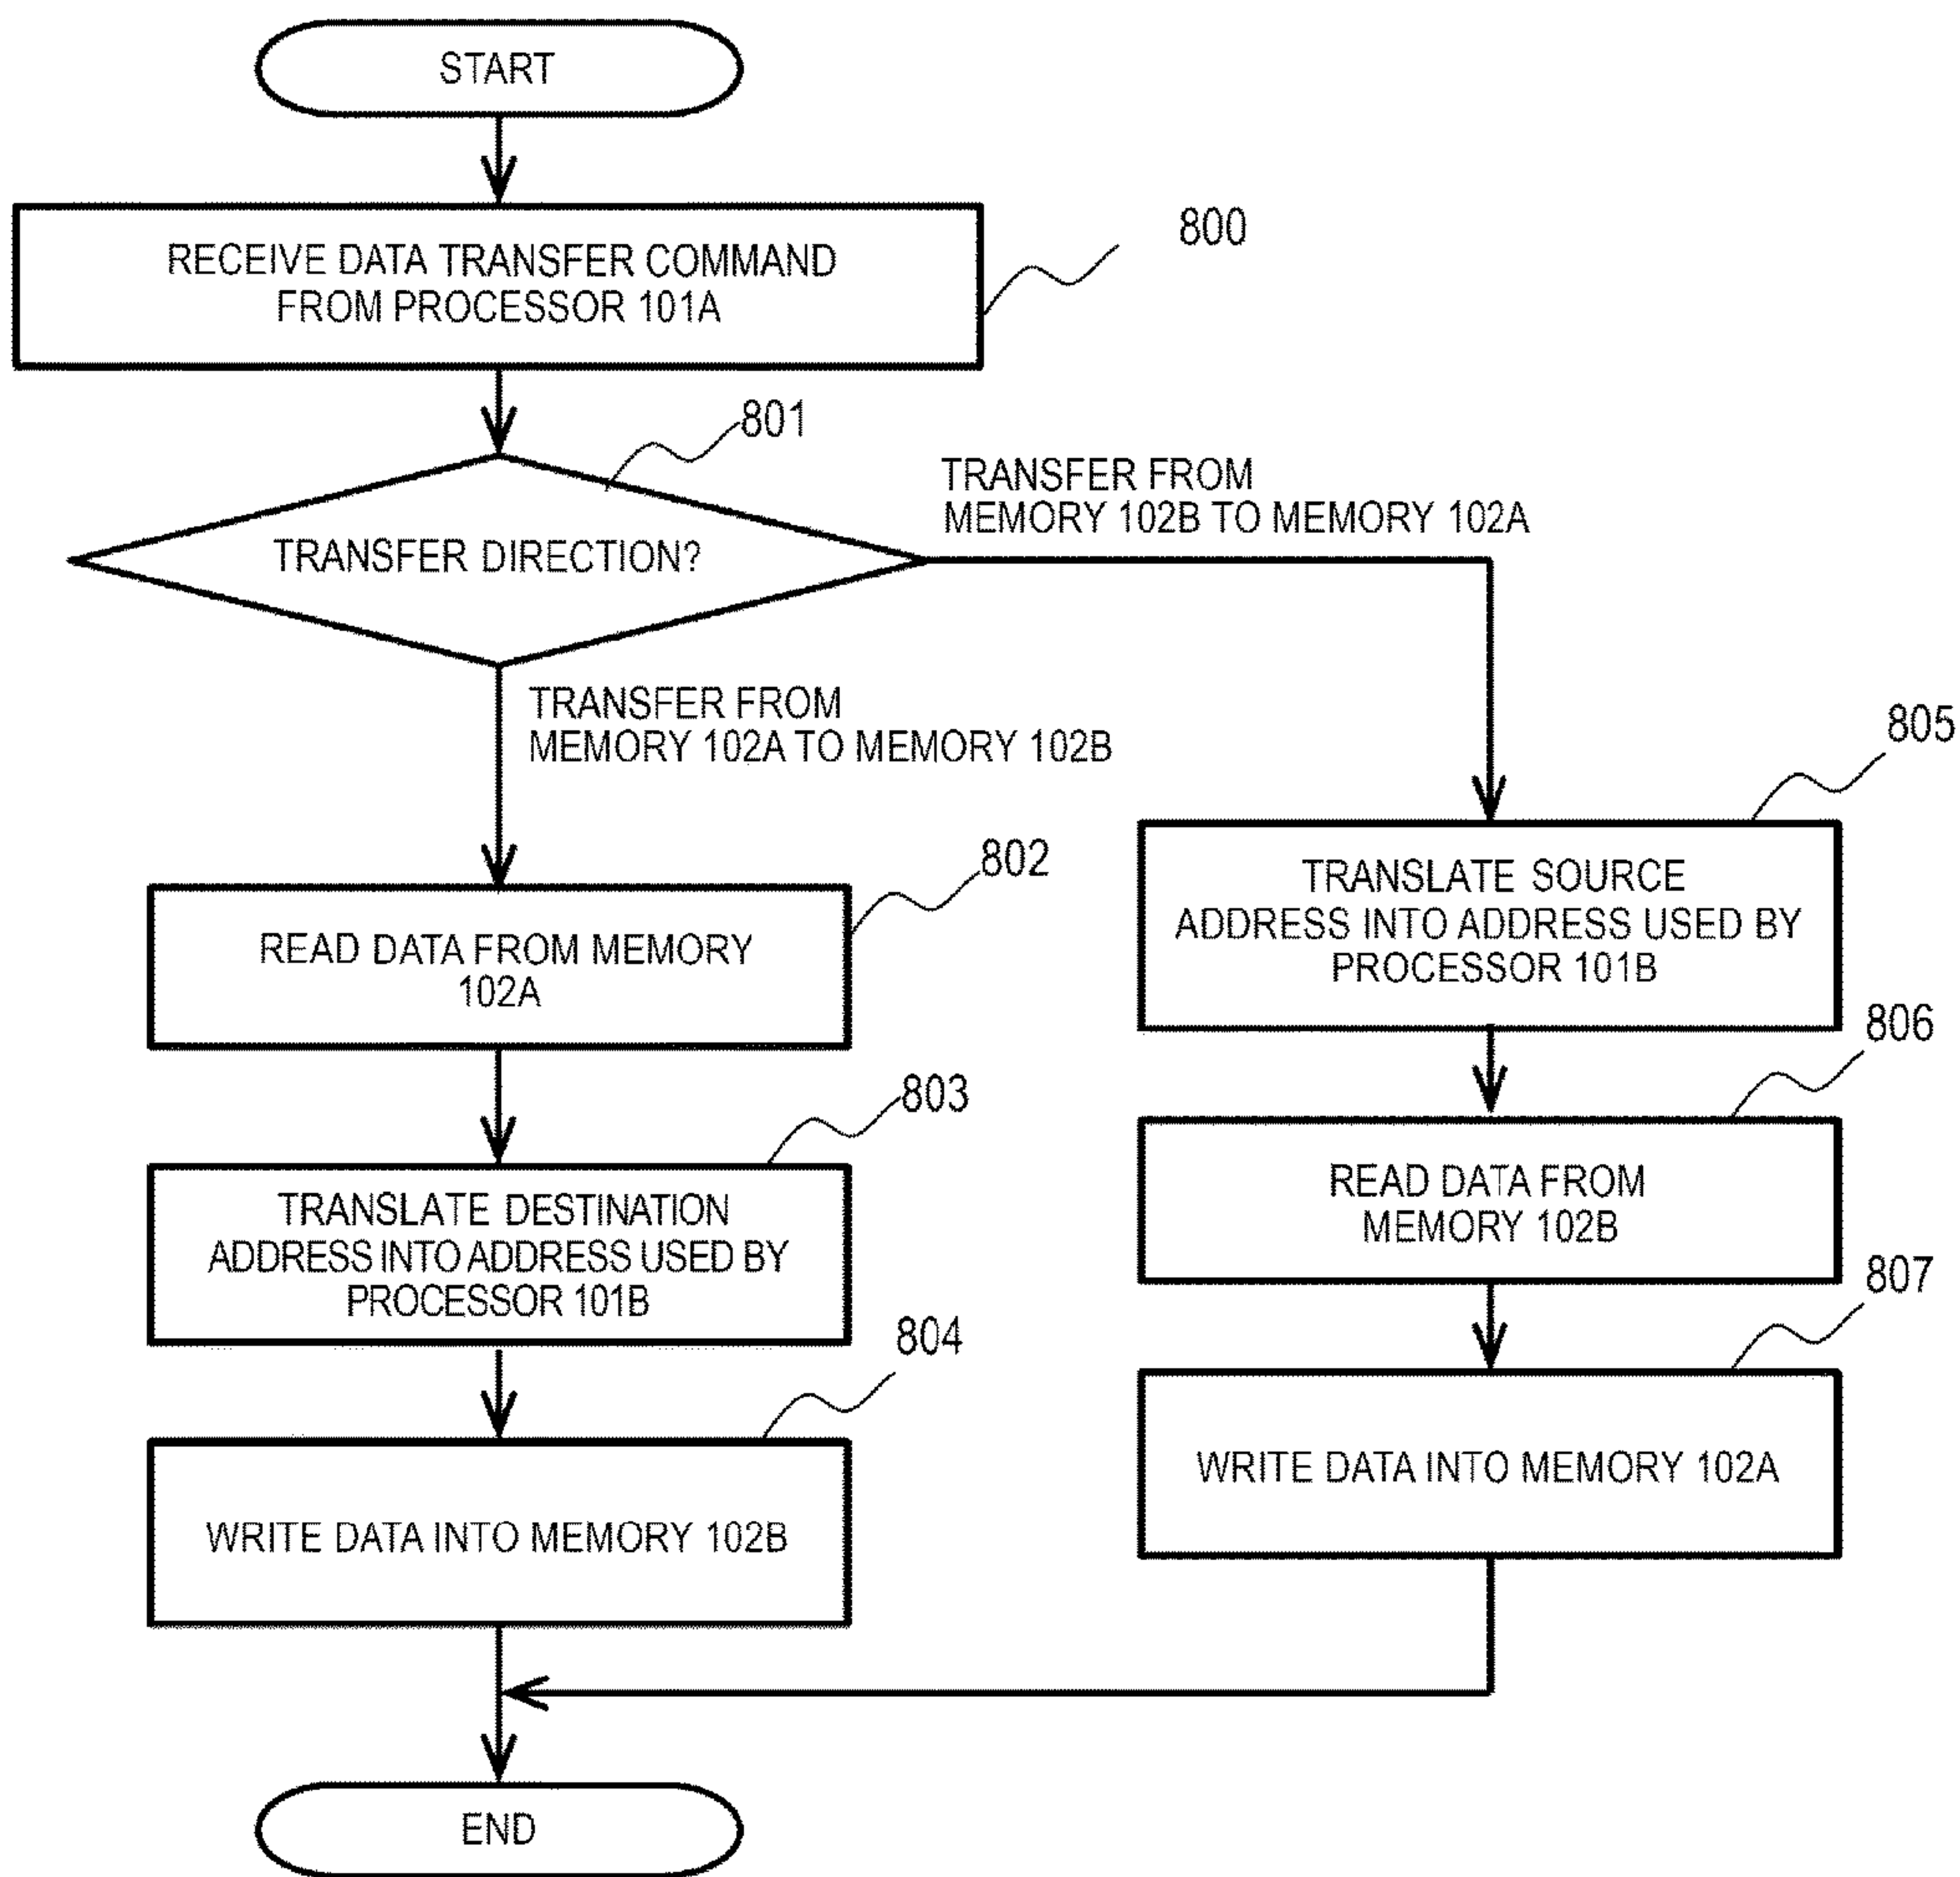 START
800
RECEIVE DATA TRANSFER COMMAND
FROM PROCESSOR 101A
801
TRANSFER DIRECTION?
TRANSFER FROM
MEMORY 102B TO MEMORY 102A
TRANSFER FROM
MEMORY 102A TO MEMORY 102B
802
READ DATA FROM MEMORY
102A
803
TRANSLATE DESTINATION
ADDRESS INTO ADDRESS USED BY
PROCESSOR 101B
804
WRITE DATA INTO MEMORY 102B
805
TRANSLATE SOURCE
ADDRESS INTO ADDRESS USED BY
PROCESSOR 101B
806
READ DATA FROM
MEMORY 102B
807
WRITE DATA INTO MEMORY 102A
END